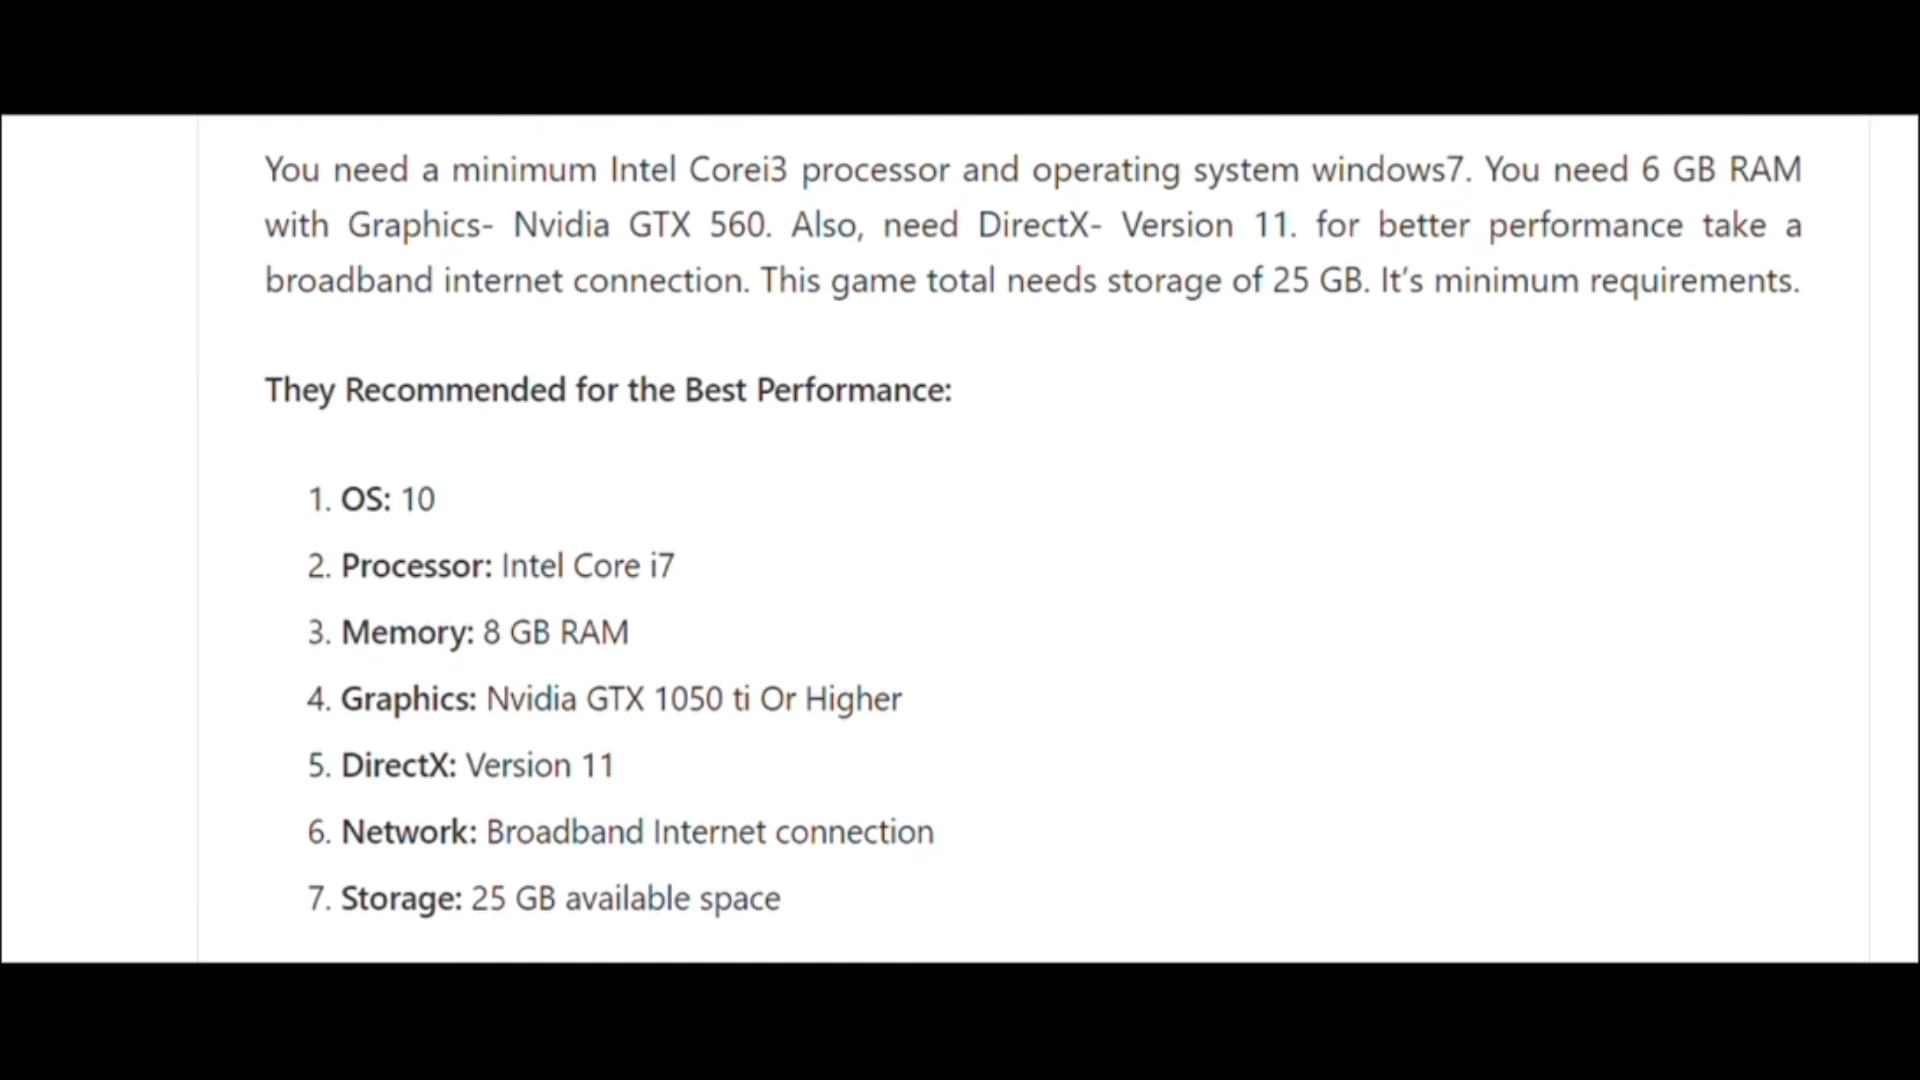 You need a minimum Intel Corei3 processor and operating system windows7. You need 6 GB RAM
with Graphics- Nvidia GTX 560. Also, need DirectX- Version 11. for better performance take a
broadband internet connection. This game total needs storage of 25 GB. It’s minimum requirements.
They Recommended for the Best Performance:
1. OS: 10
2. Processor: Intel Core i7
3. Memory: 8 GB RAM
4. Graphics: Nvidia GTX 1050 ti Or Higher
5. DirectX: Version 11
6. Network: Broadband Internet connection
7. Storage: 25 GB available space